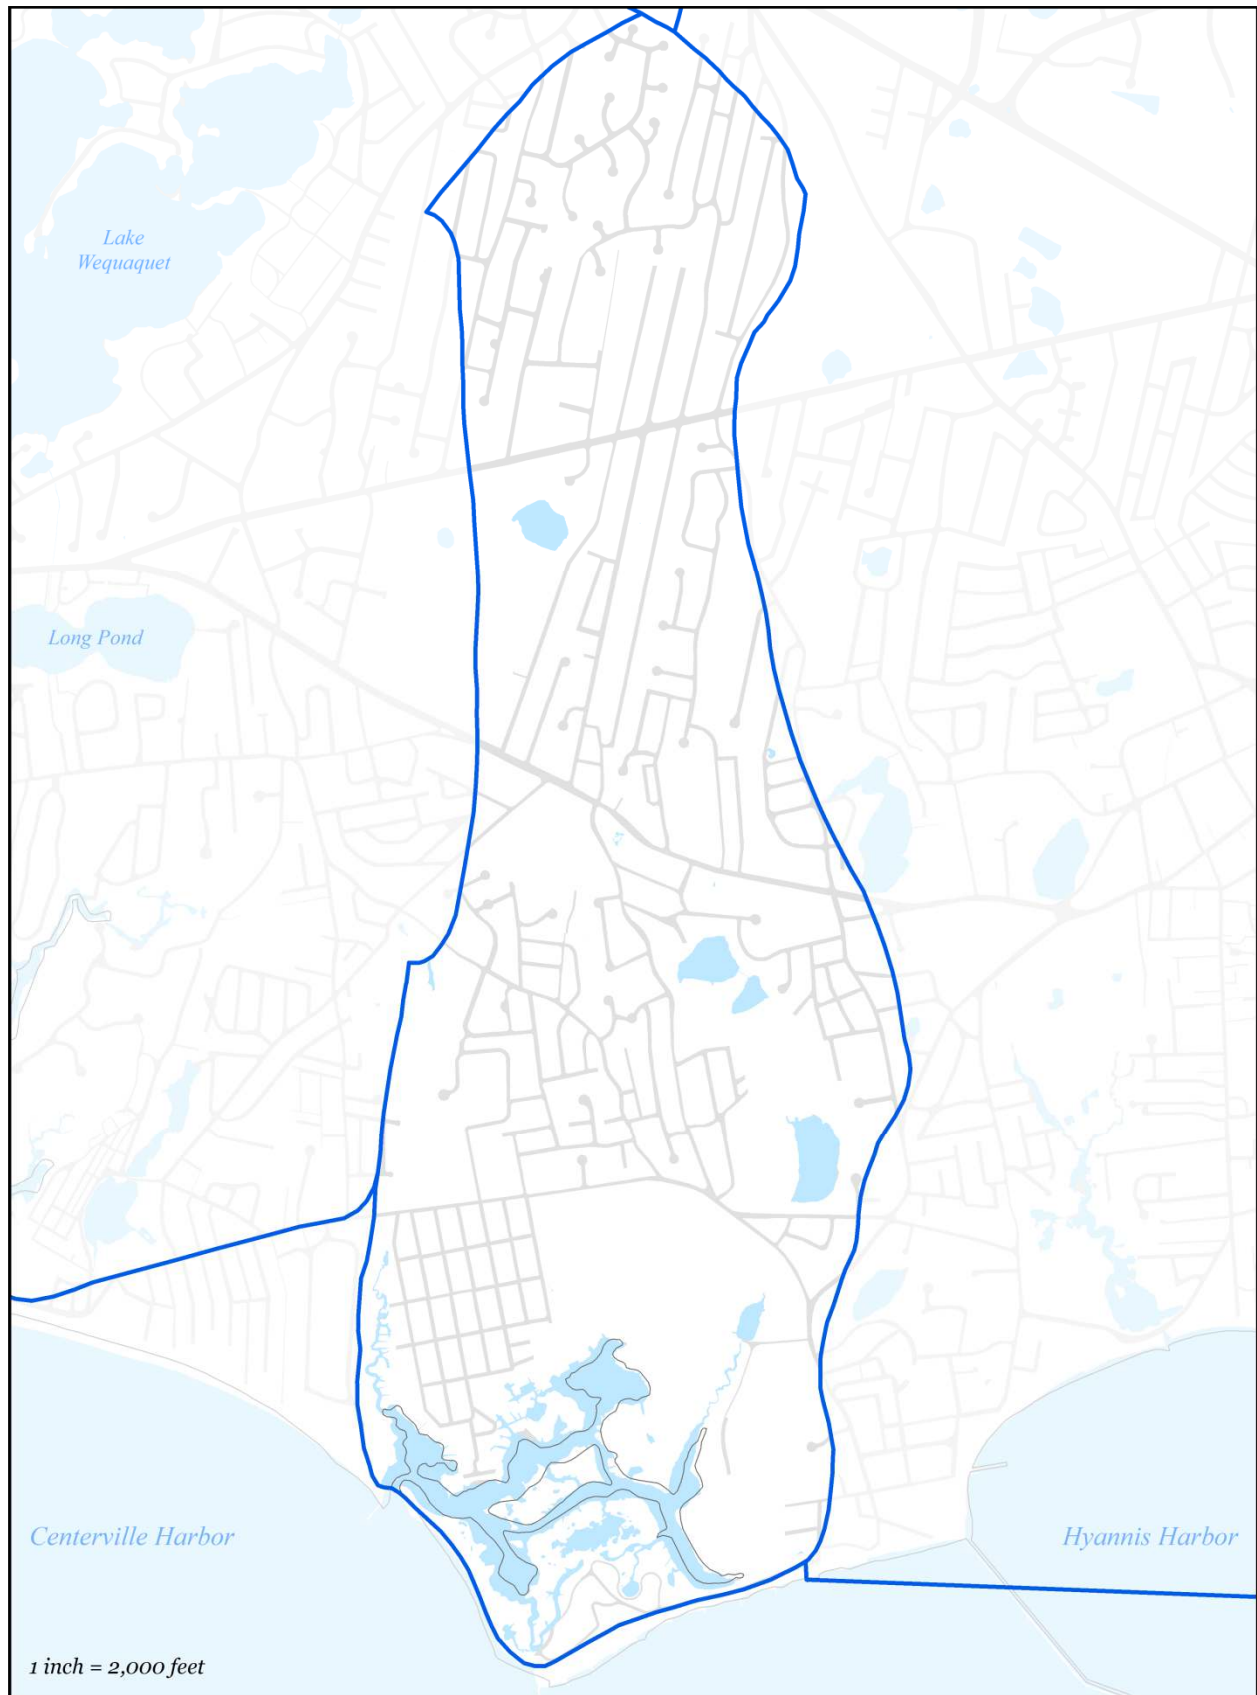 Lake
Wequaquet
Long Pond
Centerville Harbor
Hyannis Harbor
1 inch = 2,000 feet